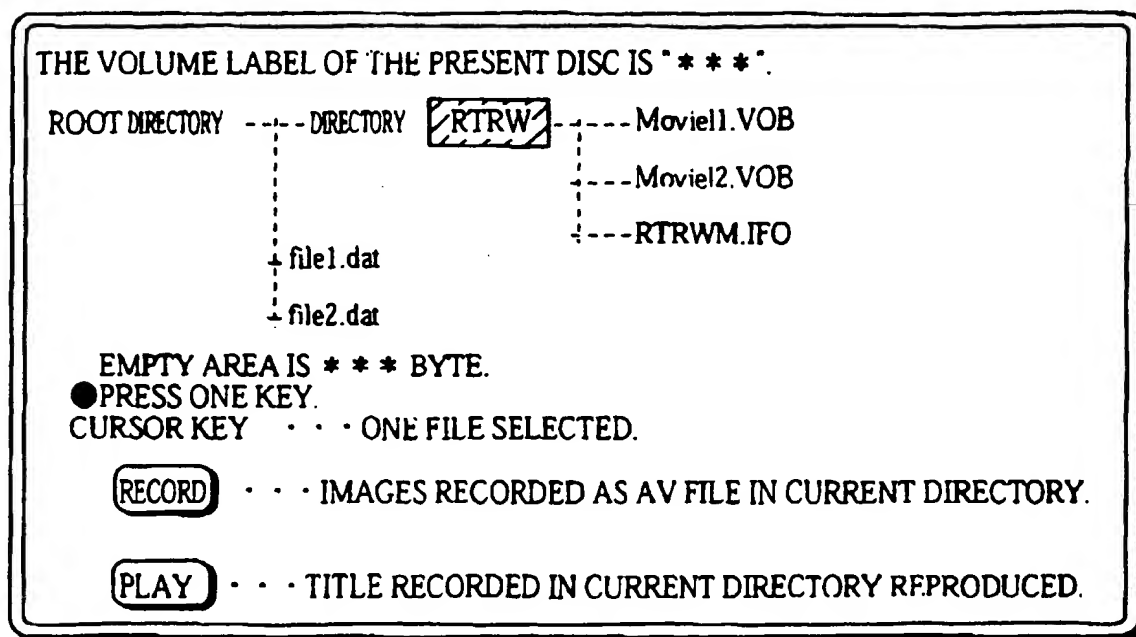 THE VOLUME LABEL OF THE PRESENT DISC IS "* * *".
ROOT DIRECTORY DIRECTORY RTRW Movie11.VOB
Movie12.VOB
RTRWM.IFO
file1.dat
file2.dat
EMPTY AREA IS * * * BYTE.
●PRESS ONE KEY.
CURSOR KEY · · · ONE FILE SELECTED.
RECORD · · · IMAGES RECORDED AS AV FILE IN CURRENT DIRECTORY.
PLAY · · · TITLE RECORDED IN CURRENT DIRECTORY REPRODUCED.